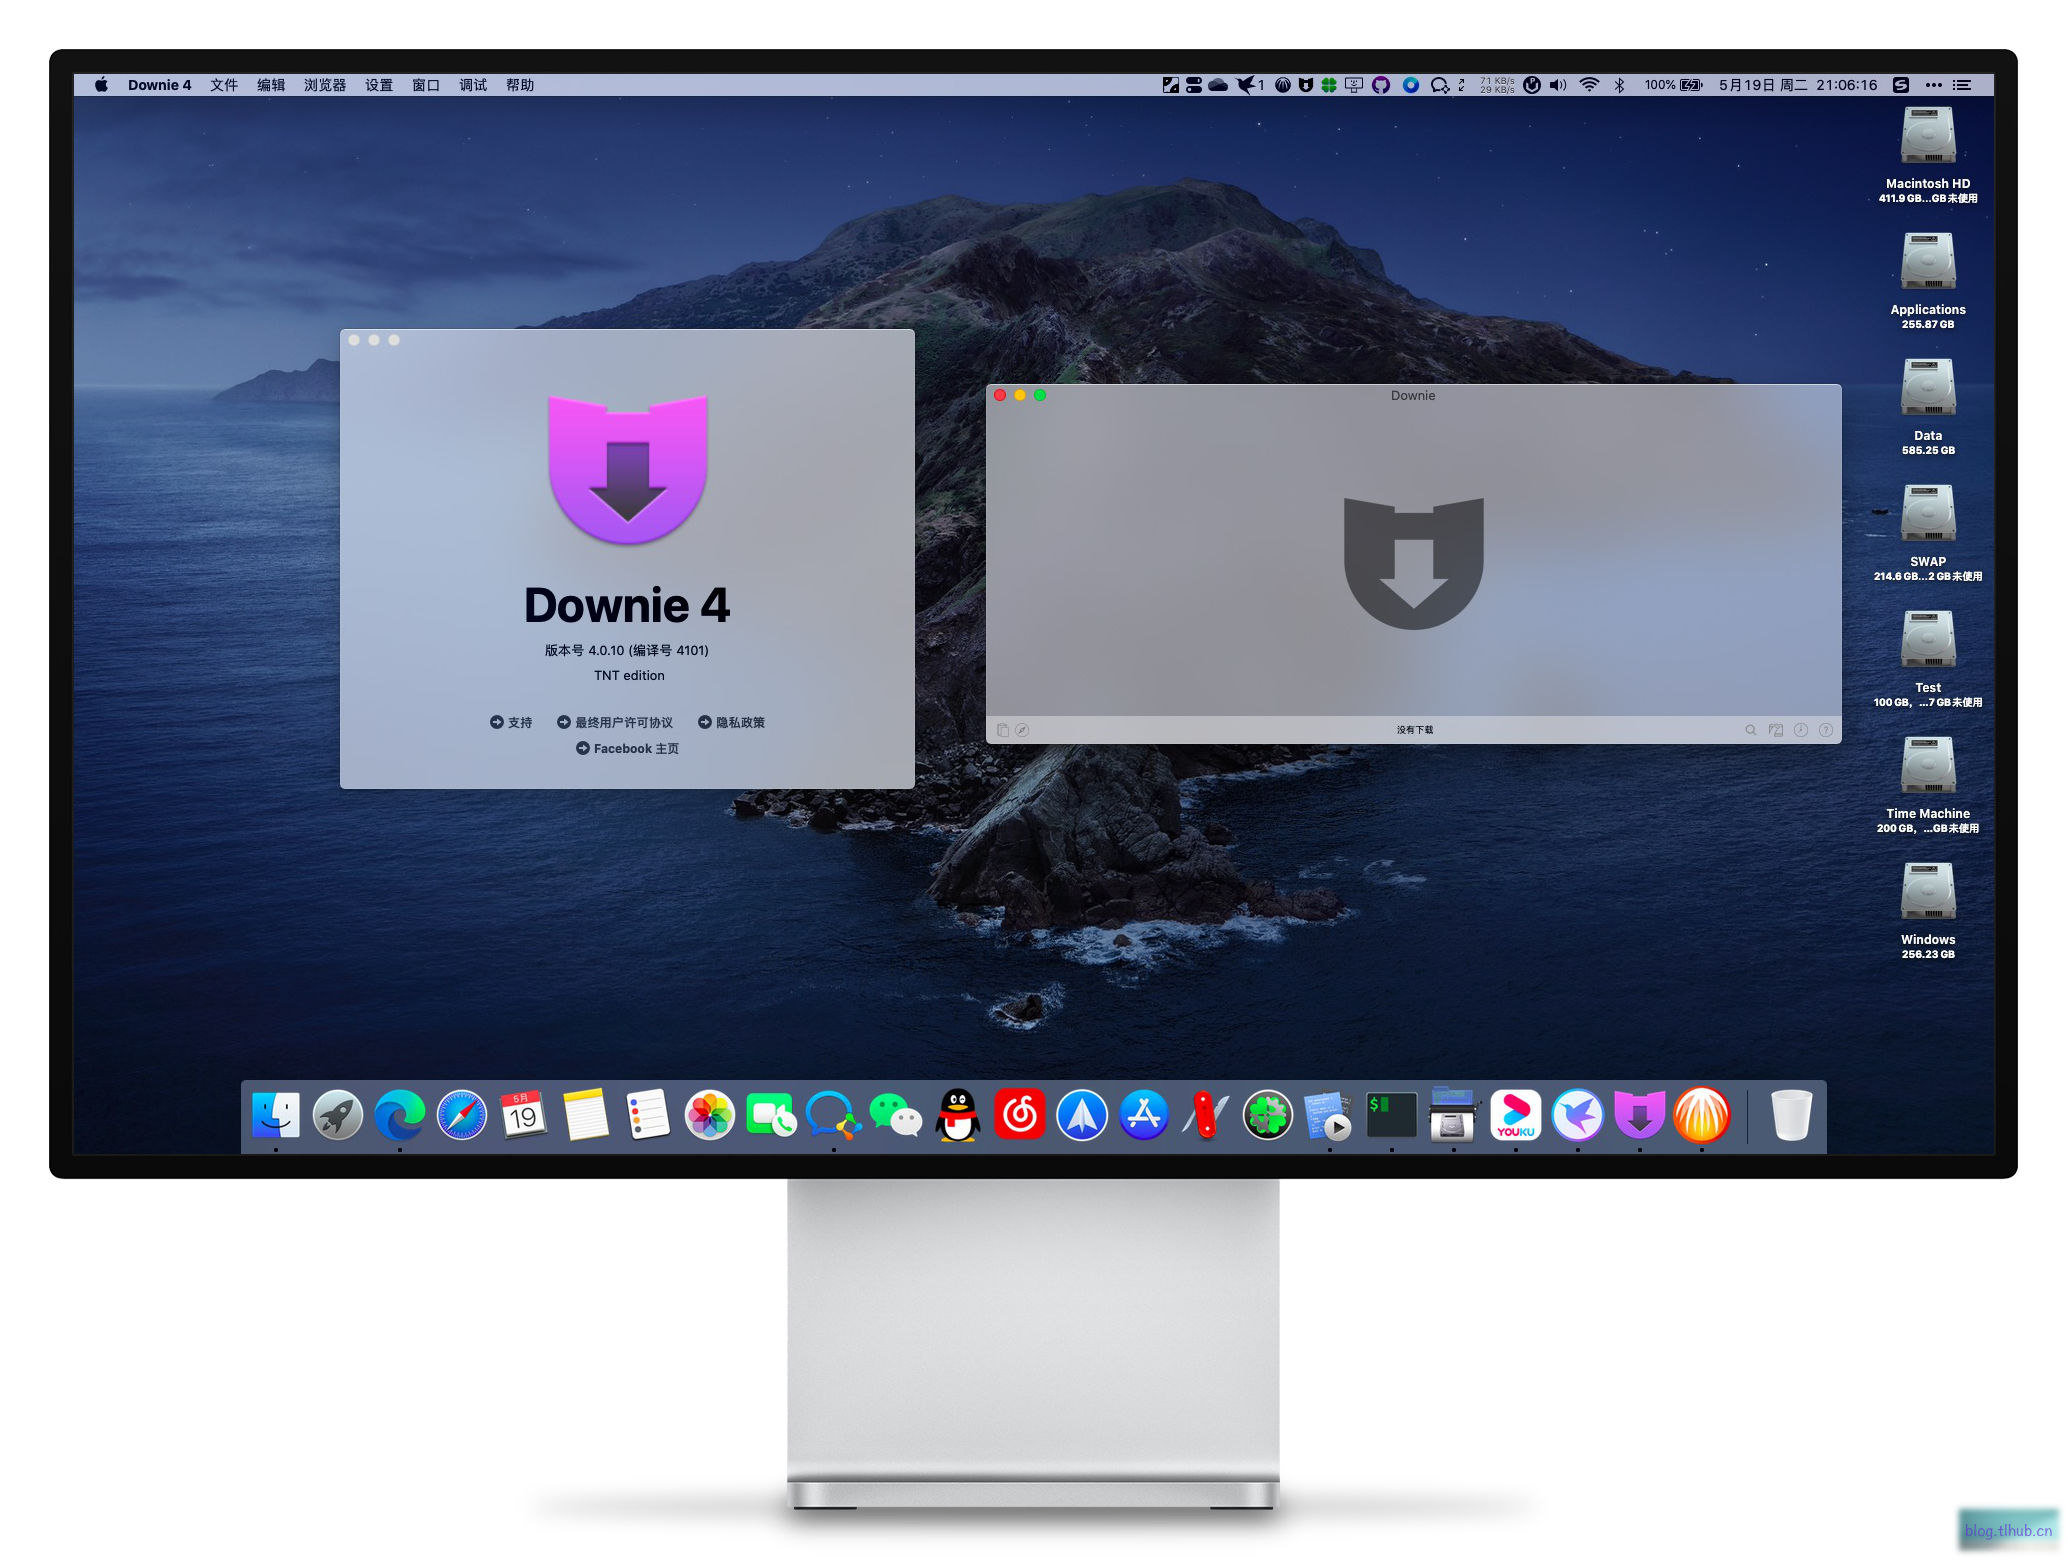 Downie 4 文件 编辑 浏览器 设置 窗口 调试 帮助
1
71 KB/s
29 KB/s
100%
5月19日 周二 21:06:16
Macintosh HD
411.9 GB...GB 未使用
Applications
255.87 GB
Data
585.25 GB
SWAP
214.6 GB...2 GB 未使用
Test
100 GB，...7 GB 未使用
Time Machine
200 GB，...GB 未使用
Windows
256.23 GB
Downie 4
版本号 4.0.10 (编译号 4101)
TNT edition
支持 最终用户许可协议 隐私政策
Facebook 主页
Downie
没有下载
5月
19
$
YOUKU
blog.tlhub.cn